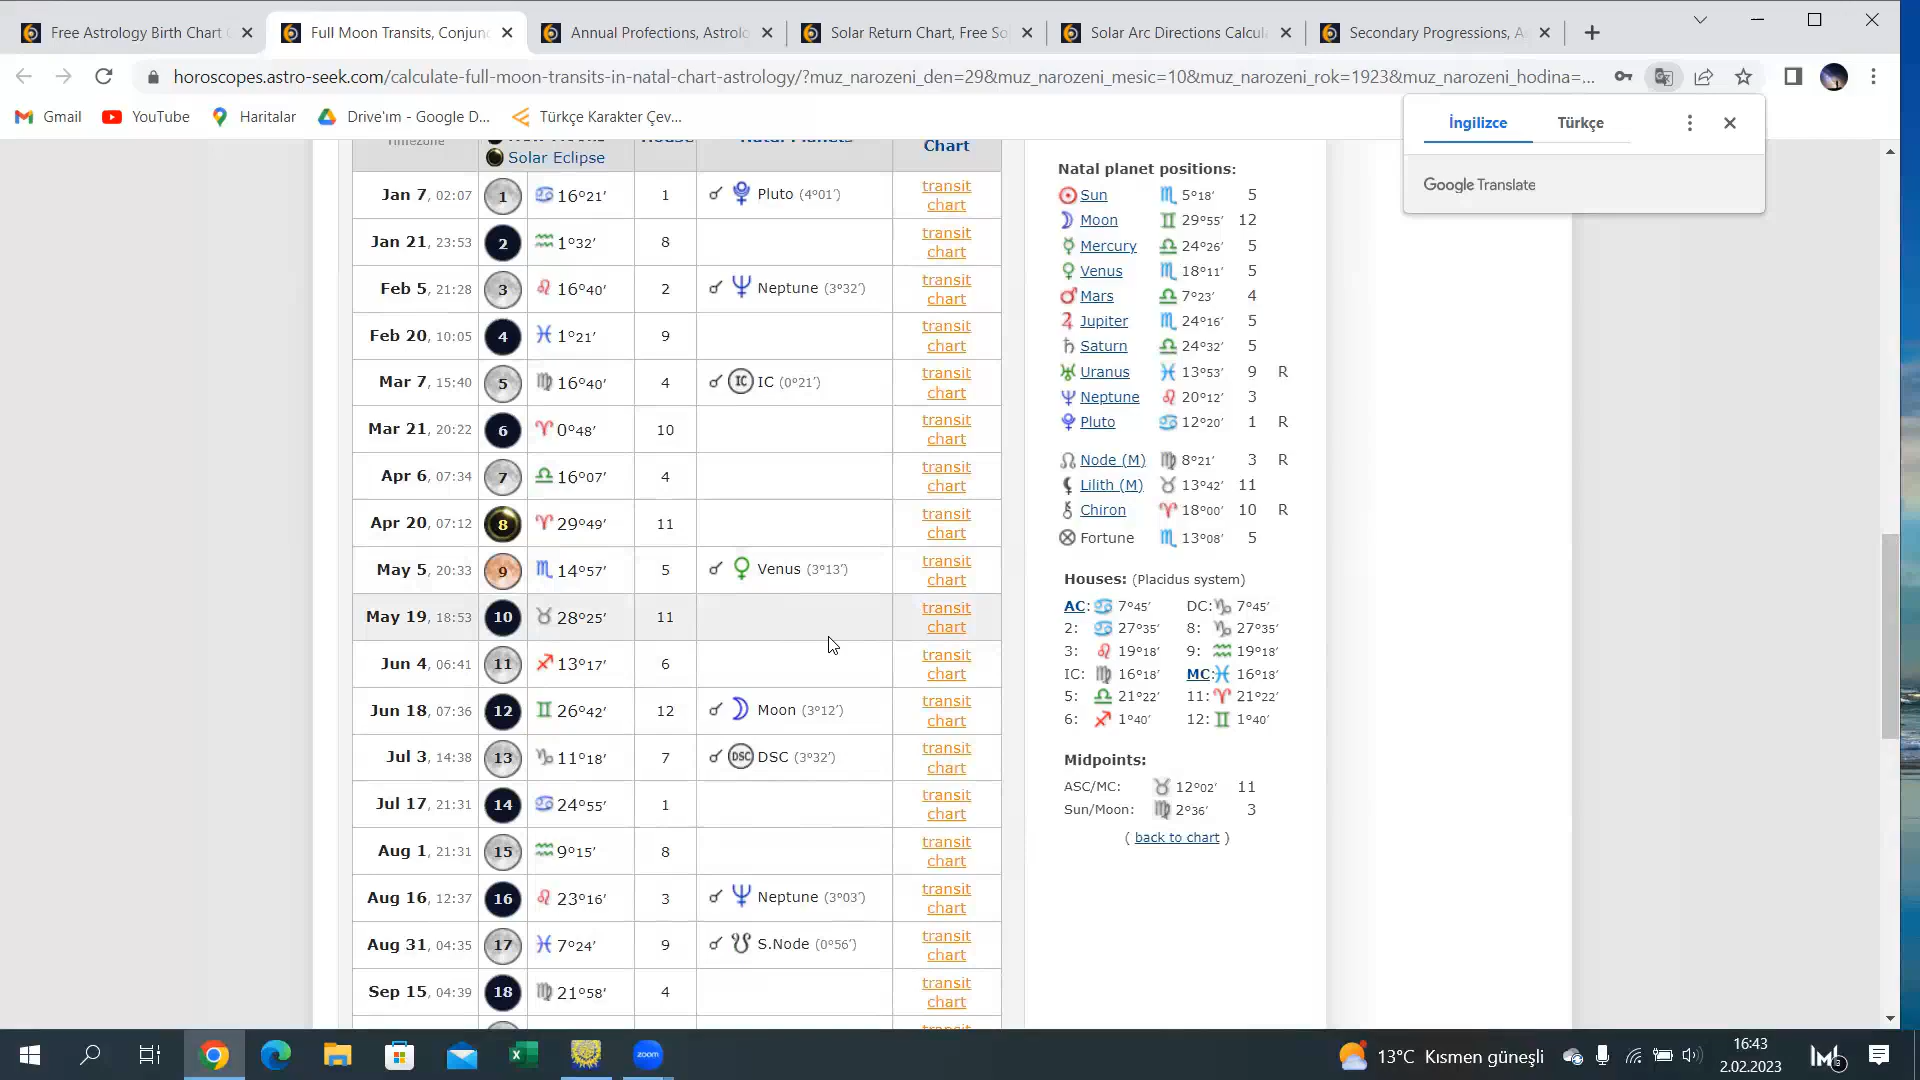 Free Astrology Birth Chart
Full Moon Transits, Conjunc
Annual Profections, Astrolo
Solar Return Chart, Free So
Solar Arc Directions Calcul
Secondary Progressions, A
horoscopes.astro-seek.com/calculate-full-moon-transits-in-natal-chart-astrology/?muz_narozeni_den=29&muz_narozeni_mesic=10&muz_narozeni_rok=1923&muz_narozeni_hodina=...
Gmail
YouTube
Haritalar
Drive'ım - Google D...
Türkçe Karakter Çev...
İngilizce
Türkçe
Google Translate
Timezone
Solar Eclipse
House
Natal Planets
Chart
Jan 7, 02:07 1 16°21' 1 Pluto (4°01') transit chart
Jan 21, 23:53 2 1°32' 8 transit chart
Feb 5, 21:28 3 16°40' 2 Neptune (3°32') transit chart
Feb 20, 10:05 4 1°21' 9 transit chart
Mar 7, 15:40 5 16°40' 4 IC IC (0°21') transit chart
Mar 21, 20:22 6 0°48' 10 transit chart
Apr 6, 07:34 7 16°07' 4 transit chart
Apr 20, 07:12 8 29°49' 11 transit chart
May 5, 20:33 9 14°57' 5 Venus (3°13') transit chart
May 19, 18:53 10 28°25' 11 transit chart
Jun 4, 06:41 11 13°17' 6 transit chart
Jun 18, 07:36 12 26°42' 12 Moon (3°12') transit chart
Jul 3, 14:38 13 11°18' 7 DSC DSC (3°32') transit chart
Jul 17, 21:31 14 24°55' 1 transit chart
Aug 1, 21:31 15 9°15' 8 transit chart
Aug 16, 12:37 16 23°16' 3 Neptune (3°03') transit chart
Aug 31, 04:35 17 7°24' 9 S.Node (0°56') transit chart
Sep 15, 04:39 18 21°58' 4 transit chart
Natal planet positions:
Sun 5°18' 5
Moon 29°55' 12
Mercury 24°26' 5
Venus 18°11' 5
Mars 7°23' 4
Jupiter 24°16' 5
Saturn 24°32' 5
Uranus 13°53' 9 R
Neptune 20°12' 3
Pluto 12°20' 1 R
Node (M) 8°21' 3 R
Lilith (M) 13°42' 11
Chiron 18°00' 10 R
Fortune 13°08' 5
Houses: (Placidus system)
AC: 7°45' DC: 7°45'
2: 27°35' 8: 27°35'
3: 19°18' 9: 19°18'
IC: 16°18' MC: 16°18'
5: 21°22' 11: 21°22'
6: 1°40' 12: 1°40'
Midpoints:
ASC/MC: 12°02' 11
Sun/Moon: 2°36' 3
( back to chart )
zoom
13°C Kısmen güneşli
16:43
2.02.2023
3